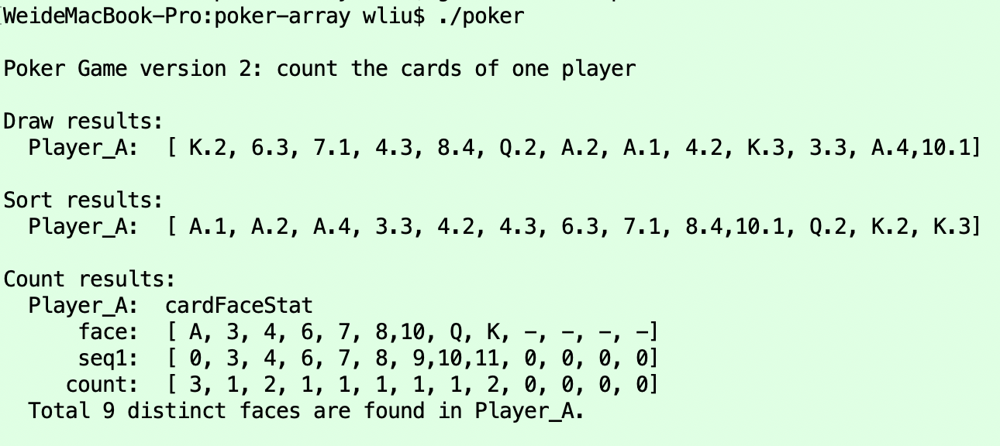 WeideMacBook-Pro:poker-array wliu$ ./poker
Poker Game version 2: count the cards of one player
Draw results:
Player_A: [ K.2, 6.3, 7.1, 4.3, 8.4, Q.2, A.2, A.1, 4.2, K.3, 3.3, A.4,10.1]
Sort results:
Player_A: [ A.1, A.2, A.4, 3.3, 4.2, 4.3, 6.3, 7.1, 8.4,10.1, Q.2, K.2, K.3]
Count results:
Player_A: cardFaceStat
face: [ A, 3, 4, 6, 7, 8,10, Q, K, -, -, -, -]
seq1: [ 0, 3, 4, 6, 7, 8, 9,10,11, 0, 0, 0, 0]
count: [ 3, 1, 2, 1, 1, 1, 1, 1, 2, 0, 0, 0, 0]
Total 9 distinct faces are found in Player_A.